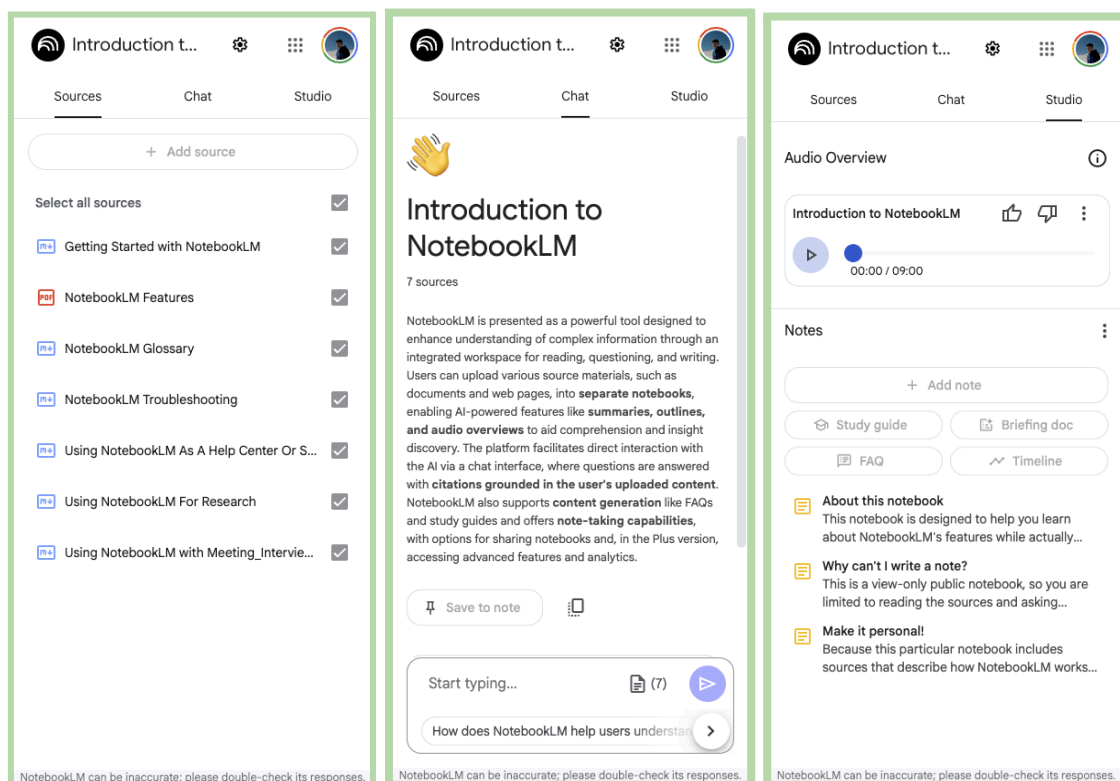 Introduction t...
Sources Chat Studio
+ Add source
Select all sources
Getting Started with NotebookLM
PDF NotebookLM Features
NotebookLM Glossary
NotebookLM Troubleshooting
Using NotebookLM As A Help Center Or S...
Using NotebookLM For Research
Using NotebookLM with Meeting_Intervie...
NotebookLM can be inaccurate; please double-check its responses.
Introduction t...
Sources Chat Studio
Introduction to
NotebookLM
7 sources
NotebookLM is presented as a powerful tool designed to
enhance understanding of complex information through an
integrated workspace for reading, questioning, and writing.
Users can upload various source materials, such as
documents and web pages, into separate notebooks,
enabling AI-powered features like summaries, outlines,
and audio overviews to aid comprehension and insight
discovery. The platform facilitates direct interaction with
the AI via a chat interface, where questions are answered
with citations grounded in the user's uploaded content.
NotebookLM also supports content generation like FAQs
and study guides and offers note-taking capabilities,
with options for sharing notebooks and, in the Plus version,
accessing advanced features and analytics.
Save to note
Start typing... (7)
How does NotebookLM help users understan
NotebookLM can be inaccurate; please double-check its responses.
Introduction t...
Sources Chat Studio
Audio Overview
Introduction to NotebookLM
00:00 / 09:00
Notes
+ Add note
Study guide Briefing doc
FAQ Timeline
About this notebook
This notebook is designed to help you learn
about NotebookLM's features while actually...
Why can't I write a note?
This is a view-only public notebook, so you are
limited to reading the sources and asking...
Make it personal!
Because this particular notebook includes
sources that describe how NotebookLM works...
NotebookLM can be inaccurate; please double-check its responses.